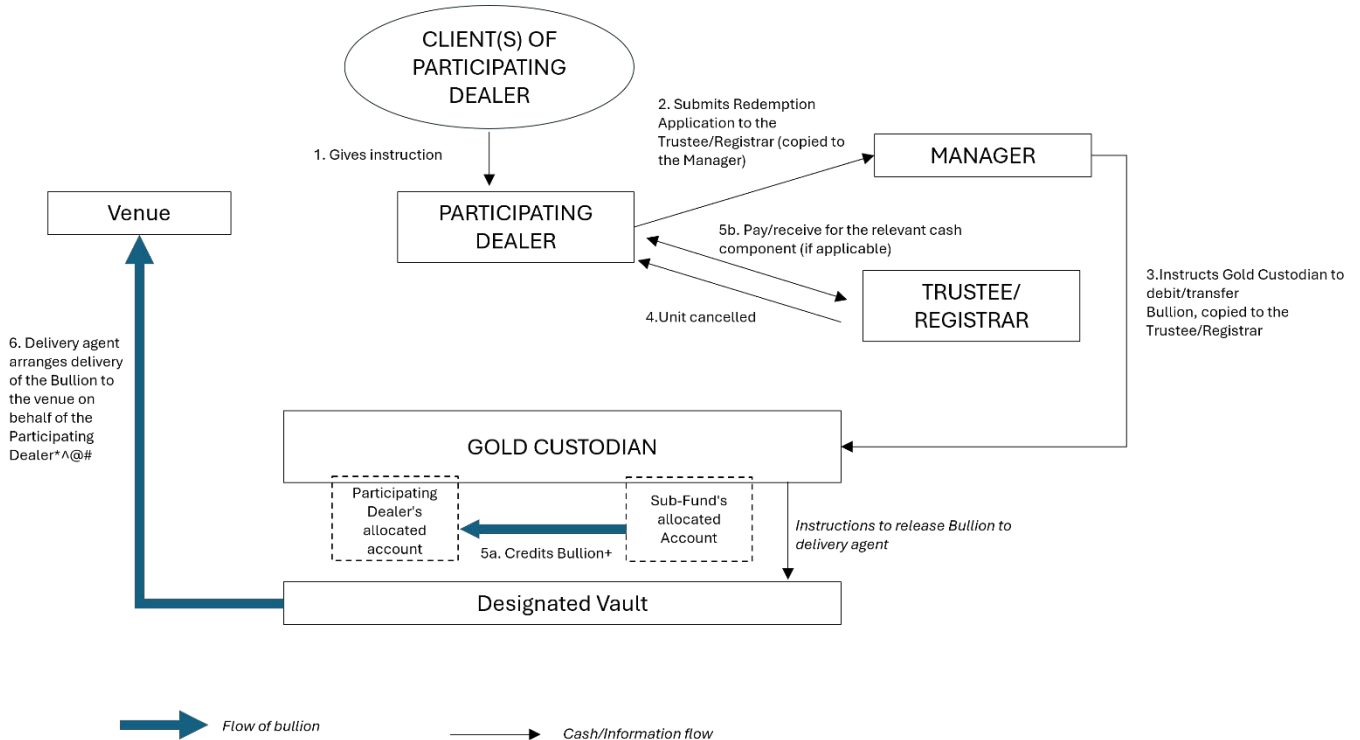 CLIENT(S) OF
PARTICIPATING
DEALER
1. Gives instruction
2. Submits Redemption
Application to the
Trustee/Registrar (copied to
the Manager)
MANAGER
Venue
PARTICIPATING
DEALER
5b. Pay/receive for the relevant cash
component (if applicable)
TRUSTEE/
REGISTRAR
4.Unit cancelled
3.Instructs Gold Custodian to
debit/transfer
Bullion, copied to the
Trustee/Registrar
6. Delivery agent
arranges delivery
of the Bullion to
the venue on
behalf of the
Participating
Dealer*^@#
GOLD CUSTODIAN
Participating
Dealer's
allocated
account
5a. Credits Bullion+
Sub-Fund's
allocated
Account
Instructions to release Bullion to
delivery agent
Designated Vault
Flow of bullion
Cash/Information flow